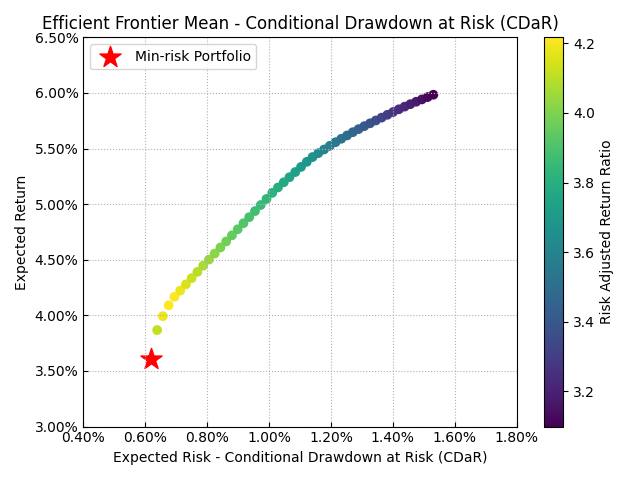 Efficient Frontier Mean - Conditional Drawdown at Risk (CDaR)
Min-risk Portfolio
6.50%
6.00%
5.50%
5.00%
4.50%
4.00%
3.50%
3.00%
Expected Return
0.40% 0.60% 0.80% 1.00% 1.20% 1.40% 1.60% 1.80%
Expected Risk - Conditional Drawdown at Risk (CDaR)
4.2
4.0
3.8
3.6
3.4
3.2
Risk Adjusted Return Ratio